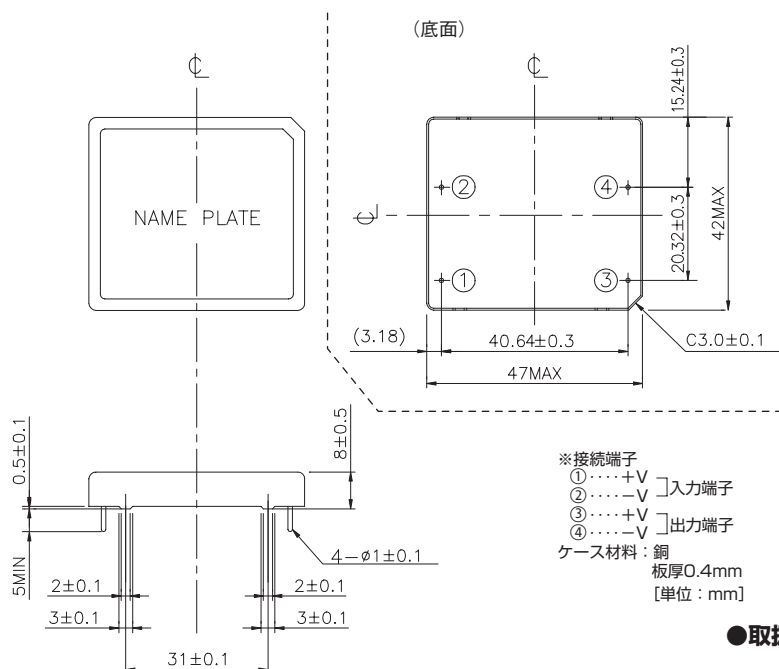 (底面)
℄
℄
NAME PLATE
②
④
①
③
15.24±0.3
20.32±0.3
42MAX
(3.18)
40.64±0.3
47MAX
C3.0±0.1
0.5±0.1
8±0.5
5MIN
4-ø1±0.1
2±0.1
2±0.1
3±0.1
3±0.1
31±0.1
※接続端子
①････+V
②････-V
入力端子
③････+V
④････-V
出力端子
ケース材料：銅
板厚0.4mm
[単位：mm]
●取扱